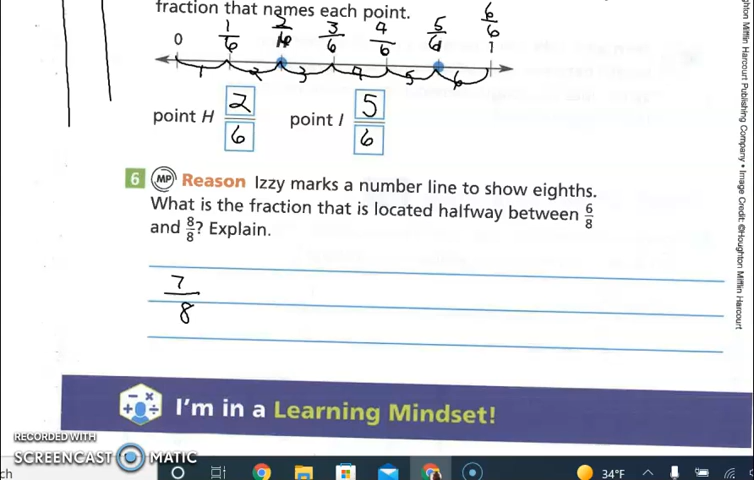 fraction that names each point.
0 1/6 2/6 3/6 4/6 5/6 6/6 1
1 2 3 4 5 6
point H 2/6 point I 5/6
6 MP Reason Izzy marks a number line to show eighths.
What is the fraction that is located halfway between 6/8
and 8/8? Explain.
7/8
I'm in a Learning Mindset!
RECORDED WITH
SCREENCAST MATIC
ch
34°F
oughton Mifflin Harcourt Publishing Company • Image Credit: ©Houghton Mifflin Harcourt